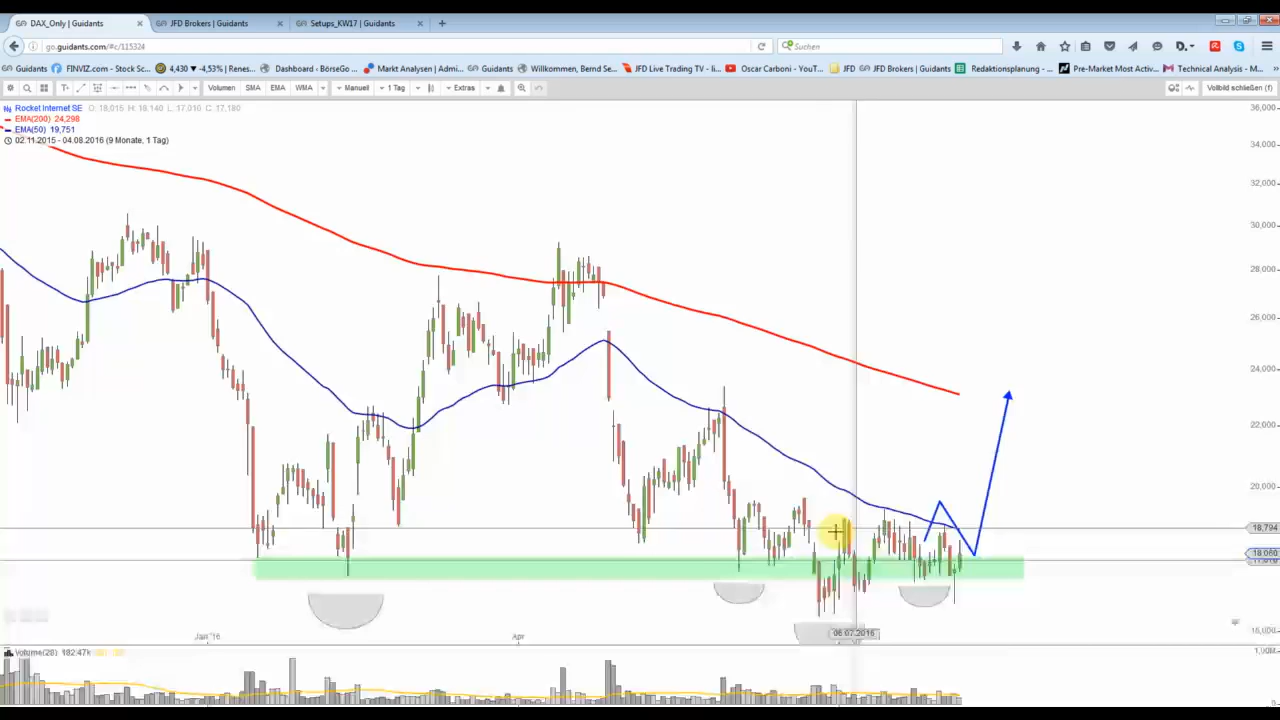 DAX_Only | Guidants
JFD Brokers | Guidants
Setups_KW17 | Guidants
go.guidants.com/#c/115324
Suchen
Guidants
FINVIZ.com - Stock Sc...
4,430 ▾ -4,53% | Renes...
Dashboard - BörseGo ...
Markt Analysen | Admi...
Guidants
Willkommen, Bernd Se...
JFD Live Trading TV - li...
Oscar Carboni - YouT...
JFD
JFD Brokers | Guidants
Redaktionsplanung - ...
Pre-Market Most Active...
Technical Analysis - M...
Volumen
SMA
EMA
WMA
Manuell
1 Tag
Extras
Vollbild schließen (f)
Rocket Internet SE O: 18,015 H: 18,140 L: 17,010 C: 17,180
EMA(200) 24,298
EMA(50) 19,751
02.11.2015 - 04.08.2016 (9 Monate, 1 Tag)
36,000
34,000
32,000
30,000
28,000
26,000
24,000
22,000
20,000
18,794
18,060
16,000
06.07.2016
Jan '16
Apr
Volume(20) 182.47k
1,00M
0